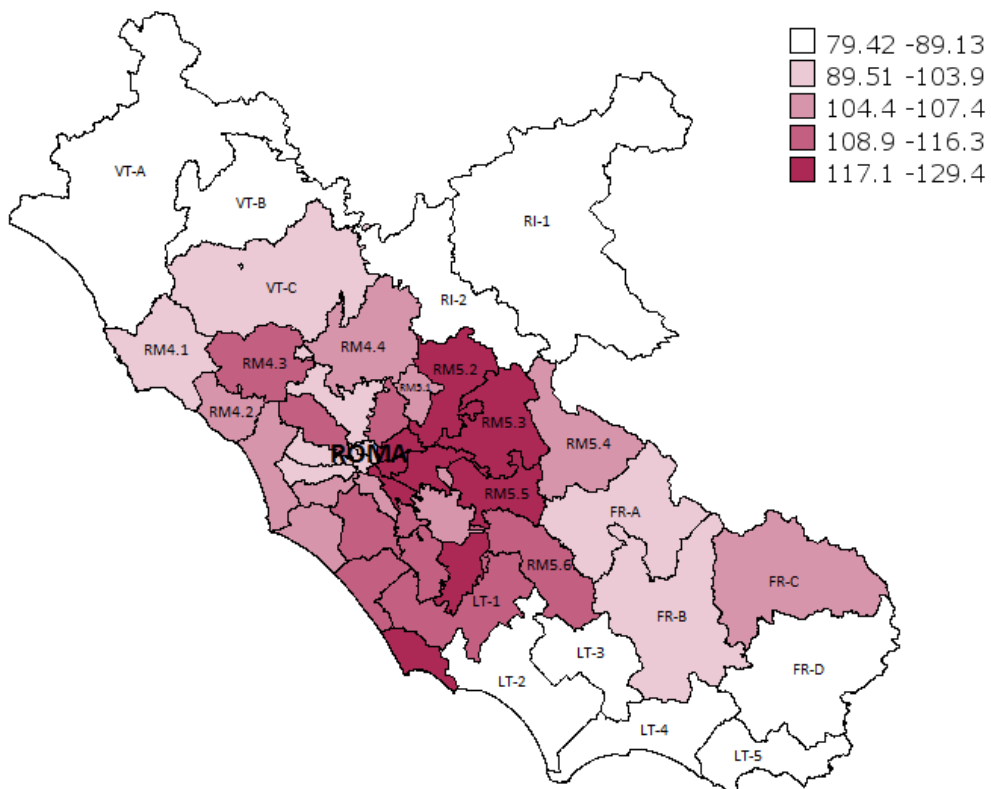 79.42 -89.13
89.51 -103.9
104.4 -107.4
108.9 -116.3
117.1 -129.4
VT-A
VT-B
RI-1
VT-C
RI-2
RM4.1
RM4.3
RM4.4
RM5.2
RM5.1
RM4.2
RM5.3
RM5.4
ROMA
RM5.5
FR-A
RM5.6
FR-C
LT-1
FR-B
LT-3
FR-D
LT-2
LT-4
LT-5